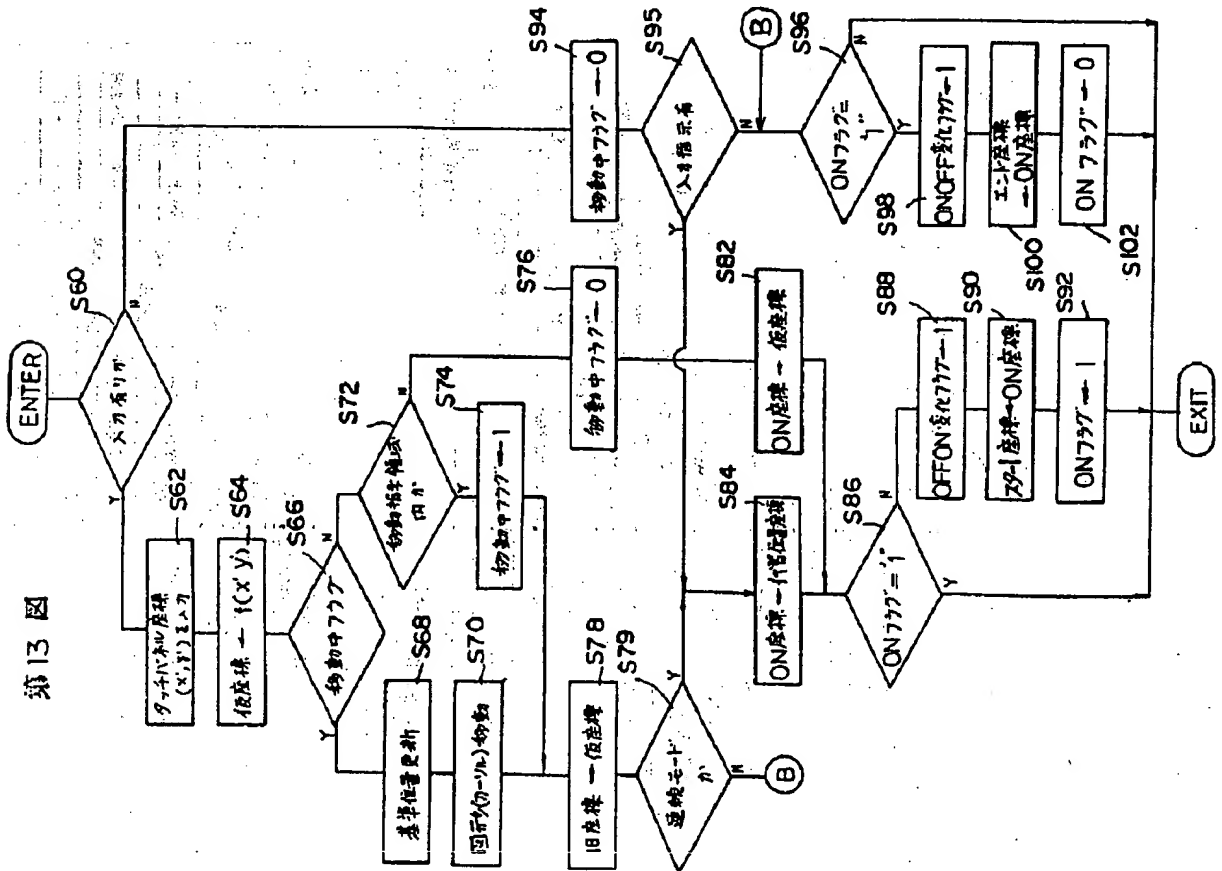 第13 図
ENTER
S60
入力有りか
Y
N
S62
タッチパネル座標
(x',y')を入力
S64
仮座標 ← f(x' y')
S66
移動中フラグ
Y
N
S68
基準位置更新
S70
図形(カーソル)移動
S72
移動指示領域
内か
Y
N
S74
移動中フラグ ← 1
S76
移動中フラグ ← 0
S78
旧座標 ← 仮座標
S79
連続モード
か
Y
N
B
S82
ON座標 ← 仮座標
S84
ON座標 ←
S86
ONフラグ="1"
Y
N
S88
OFFON変化フラグ ← 1
S90
スタート座標 ← ON座標
S92
ONフラグ ← 1
S94
移動中フラグ ← 0
S95
入力指示有
Y
N
B
S96
ONフラグ=
"1"
Y
N
S98
ONOFF変化フラグ ← 1
S100
エンド座標
← ON座標
S102
ONフラグ ← 0
EXIT